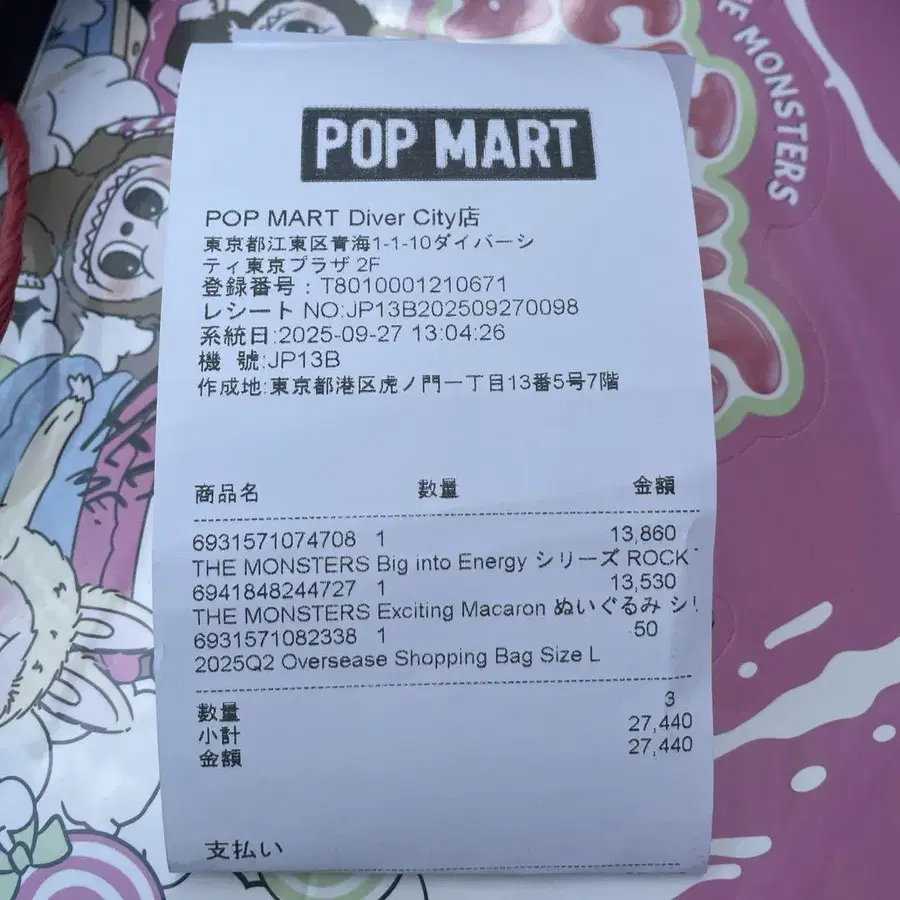 THE MONSTERS
POP MART
POP MART Diver City店
東京都江東区青海1-1-10ダイバーシ
ティ東京プラザ 2F
登録番号：T8010001210671
レシート NO:JP13B202509270098
系統日:2025-09-27 13:04:26
機 號:JP13B
作成地:東京都港区虎ノ門一丁目13番5号7階
商品名 数量 金額
6931571074708 1 13,860
THE MONSTERS Big into Energy シリーズ ROCK
6941848244727 1 13,530
THE MONSTERS Exciting Macaron ぬいぐるみ シリ
6931571082338 1 50
2025Q2 Oversease Shopping Bag Size L
数量 3
小計 27,440
金額 27,440
支払い